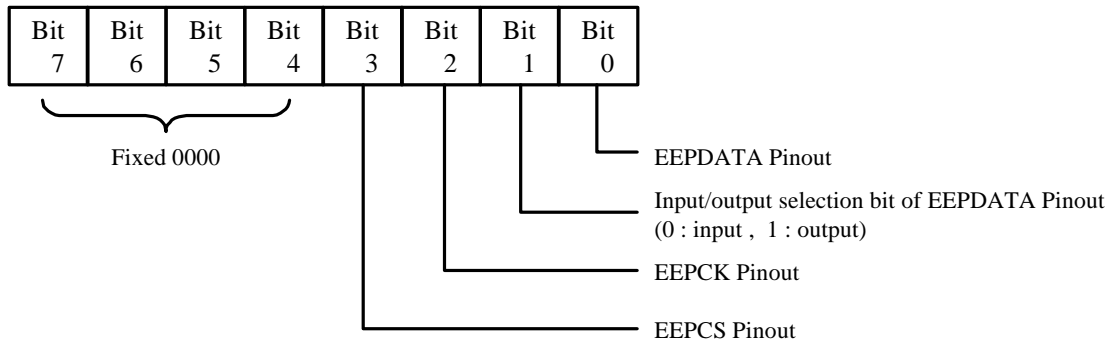 Bit Bit Bit Bit Bit Bit Bit Bit
7 6 5 4 3 2 1 0
Fixed 0000
EEPDATA Pinout
Input/output selection bit of EEPDATA Pinout
(0 : input , 1 : output)
EEPCK Pinout
EEPCS Pinout